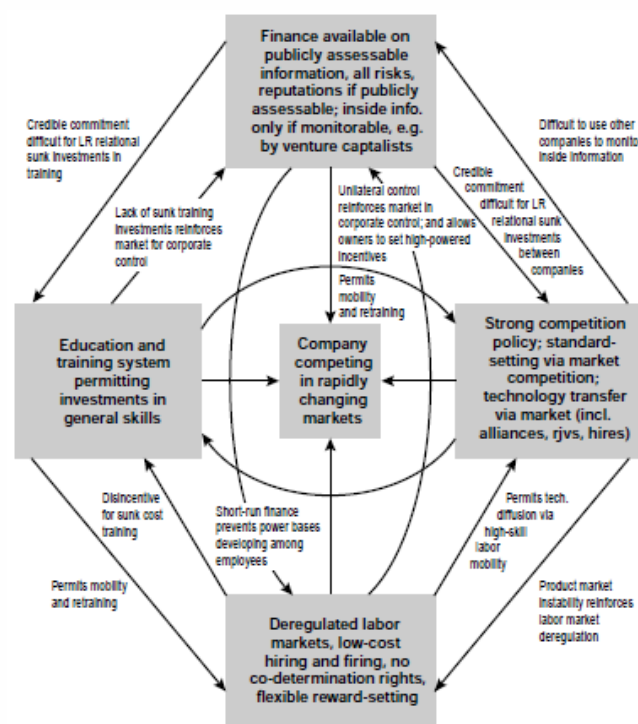 Finance available on
publicly assessable
information, all risks,
reputations if publicly
assessable; inside info.
only if monitorable, e.g.
by venture captalists
Credible commitment
difficult for LR relational
sunk investments in
training
Difficult to use other
companies to monito
inside information
Lack of sunk training
investments reinforces
market for corporate
control
Unilateral control
reinforces market in
corporate control; and allows
owners to set high-powered
incentives
Credible
commitment
difficult for LR
relational sunk
investments
between
companies
Permits
mobility
and retraining
Education and
training system
permitting
investments in
general skills
Company
competing
in rapidly
changing
markets
Strong competition
policy; standard-
setting via market
competition;
technology transfer
via market (incl.
alliances, rjvs, hires)
Disincentive
for sunk cost
training
Short-run finance
prevents power bases
developing among
employees
Permits tech.
diffusion via
high-skill
labor
mobility
Permits mobility
and retraining
Product market
instability reinforces
labor market
deregulation
Deregulated labor
markets, low-cost
hiring and firing, no
co-determination rights,
flexible reward-setting